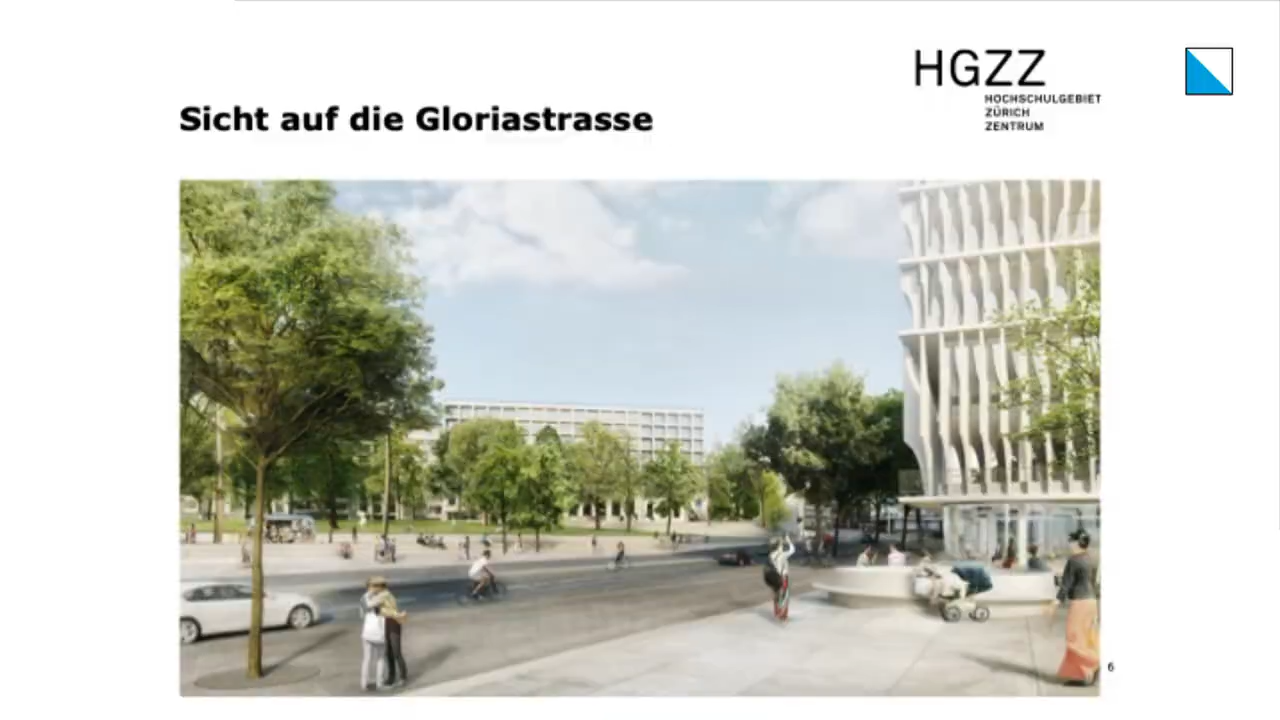 HGZZ
HOCHSCHULGEBIET
ZÜRICH
ZENTRUM
Sicht auf die Gloriastrasse
6